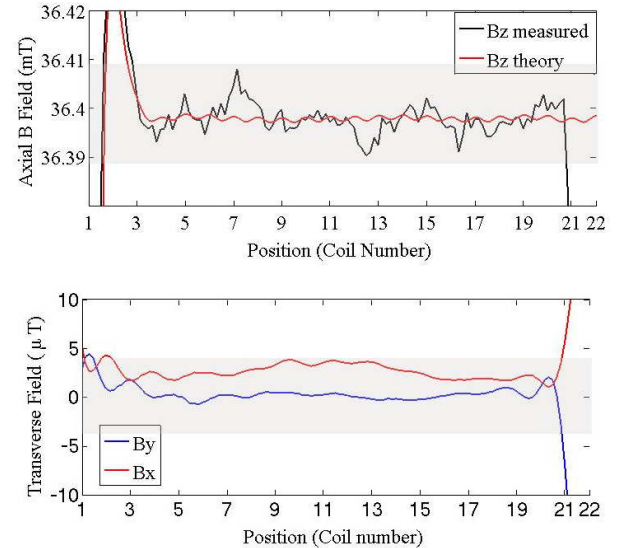 36.42
36.41
36.4
36.39
Axial B Field (mT)
Bz measured
Bz theory
1 3 5 7 9 11 13 15 17 19 21 22
Position (Coil Number)
10
5
0
-5
-10
Transverse Field ( μ T)
By
Bx
1 3 5 7 9 11 13 15 17 19 21 22
Position (Coil number)